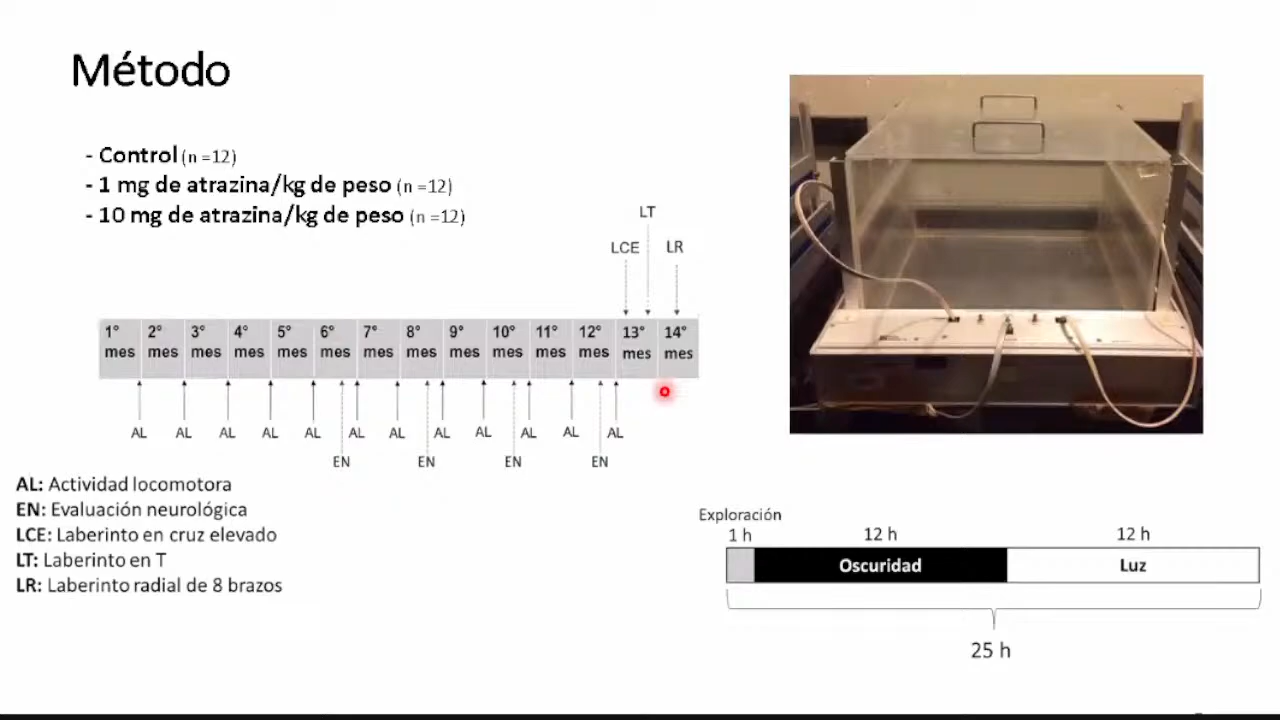 Método
- Control (n =12)
- 1 mg de atrazina/kg de peso (n =12)
- 10 mg de atrazina/kg de peso (n =12)
LT
LCE LR
1° 2° 3° 4° 5° 6° 7° 8° 9° 10° 11° 12° 13° 14°
mes mes mes mes mes mes mes mes mes mes mes mes mes mes
AL AL AL AL AL AL AL AL AL AL AL AL
EN EN EN EN
AL: Actividad locomotora
EN: Evaluación neurológica
LCE: Laberinto en cruz elevado
LT: Laberinto en T
LR: Laberinto radial de 8 brazos
Exploración
1 h 12 h 12 h
Oscuridad Luz
25 h